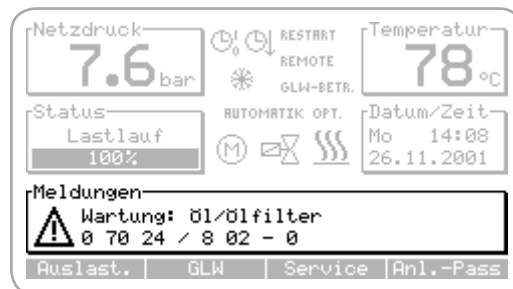 Netzdruck
7.6 bar
RESTART
REMOTE
GLW-BETR.
Temperatur
78 °C
Status
Lastlauf
100%
AUTOMATIK OPT.
M
Datum/Zeit
Mo 14:08
26.11.2001
Meldungen
Wartung: Öl/Ölfilter
0 70 24 / 8 02 - 0
Auslast. GLW Service Anl.-Pass